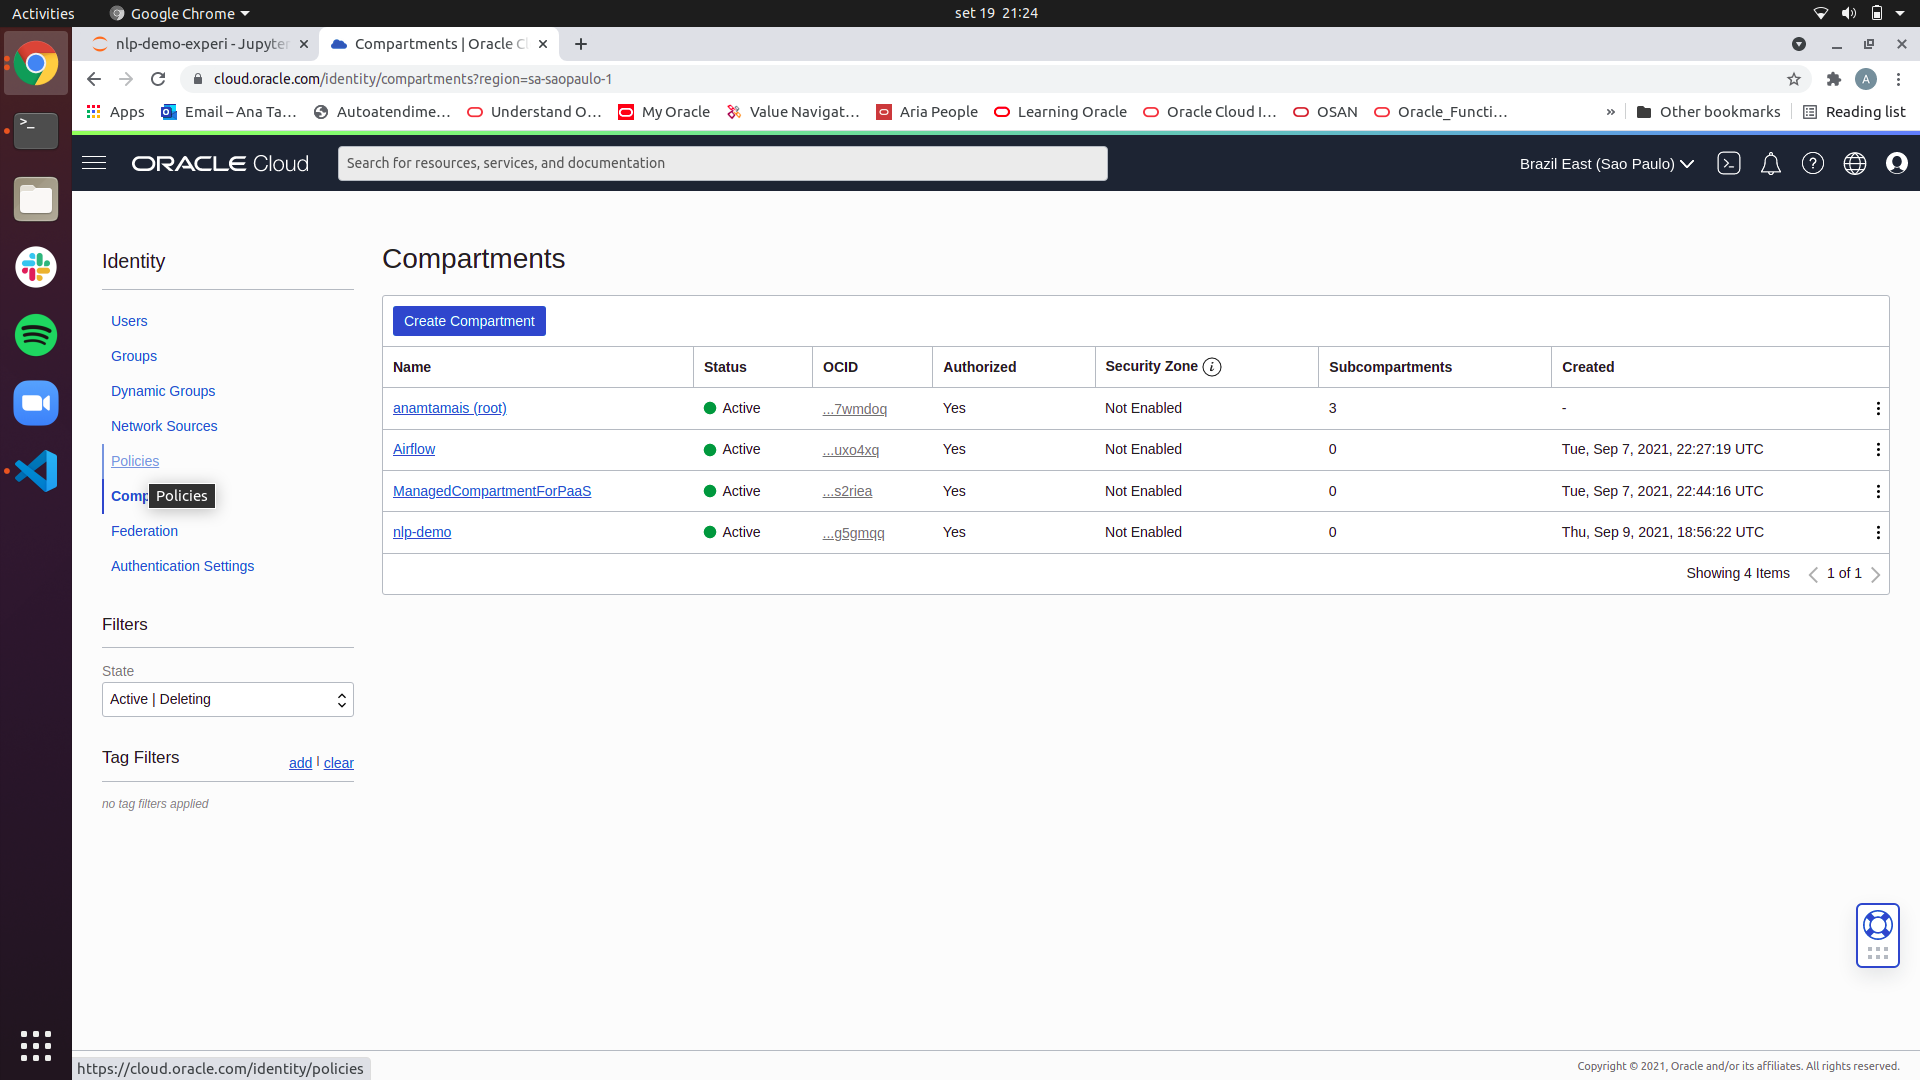 Activities
Google Chrome
set 19 21:24
nlp-demo-experi - Jupyter
Compartments | Oracle Cl
cloud.oracle.com/identity/compartments?region=sa-saopaulo-1
A
Apps
Email – Ana Ta…
Autoatendime…
Understand O…
My Oracle
Value Navigat…
Aria People
Learning Oracle
Oracle Cloud I…
OSAN
Oracle_Functi…
»
Other bookmarks
Reading list
ORACLE Cloud
Search for resources, services, and documentation
Brazil East (Sao Paulo)
Identity
Users
Groups
Dynamic Groups
Network Sources
Policies
Comp
Policies
Federation
Authentication Settings
Filters
State
Active | Deleting
Tag Filters
add | clear
no tag filters applied
Compartments
Create Compartment
Name Status OCID Authorized Security Zone i Subcompartments Created
anamtamais (root) Active ...7wmdoq Yes Not Enabled 3 -
Airflow Active ...uxo4xq Yes Not Enabled 0 Tue, Sep 7, 2021, 22:27:19 UTC
ManagedCompartmentForPaaS Active ...s2riea Yes Not Enabled 0 Tue, Sep 7, 2021, 22:44:16 UTC
nlp-demo Active ...g5gmqq Yes Not Enabled 0 Thu, Sep 9, 2021, 18:56:22 UTC
Showing 4 Items 1 of 1
https://cloud.oracle.com/identity/policies
Copyright © 2021, Oracle and/or its affiliates. All rights reserved.